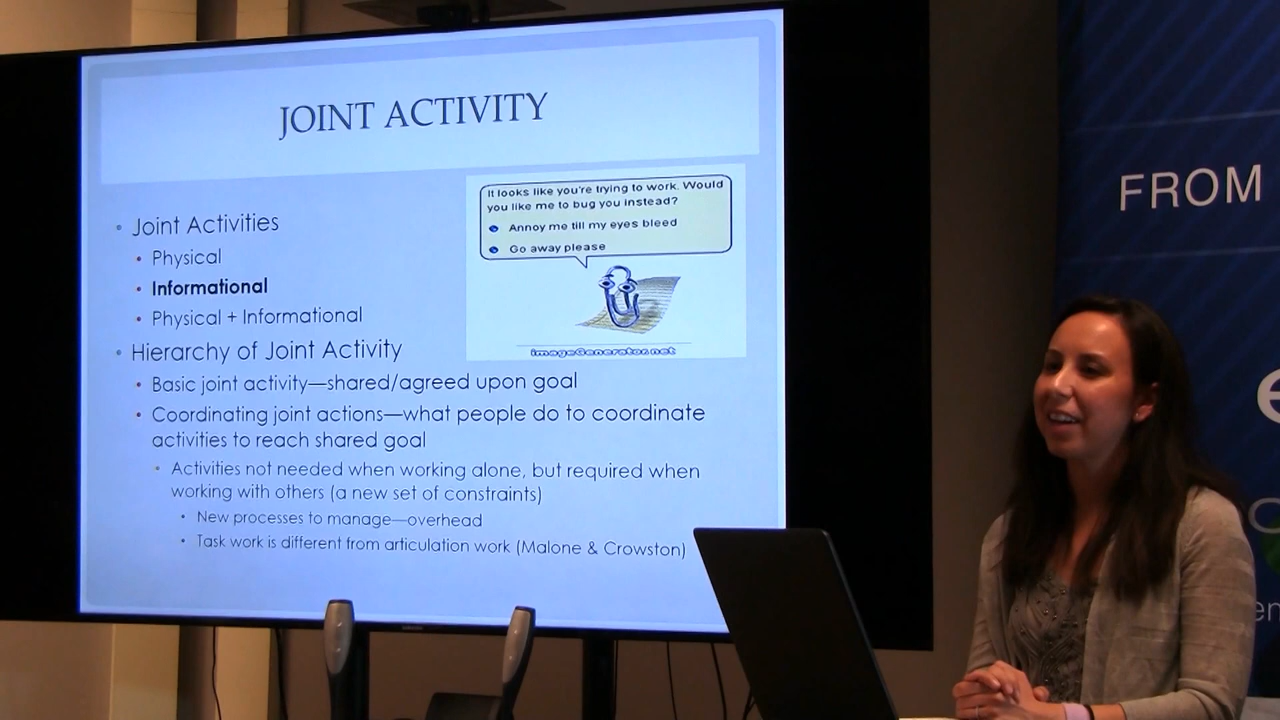 JOINT ACTIVITY
It looks like you're trying to work. Would
you like me to bug you instead?
Annoy me till my eyes bleed
Go away please
imageGenerator.net
• Joint Activities
• Physical
• Informational
• Physical + Informational
• Hierarchy of Joint Activity
• Basic joint activity—shared/agreed upon goal
• Coordinating joint actions—what people do to coordinate
activities to reach shared goal
• Activities not needed when working alone, but required when
working with others (a new set of constraints)
• New processes to manage—overhead
• Task work is different from articulation work (Malone & Crowston)
FROM
e
en